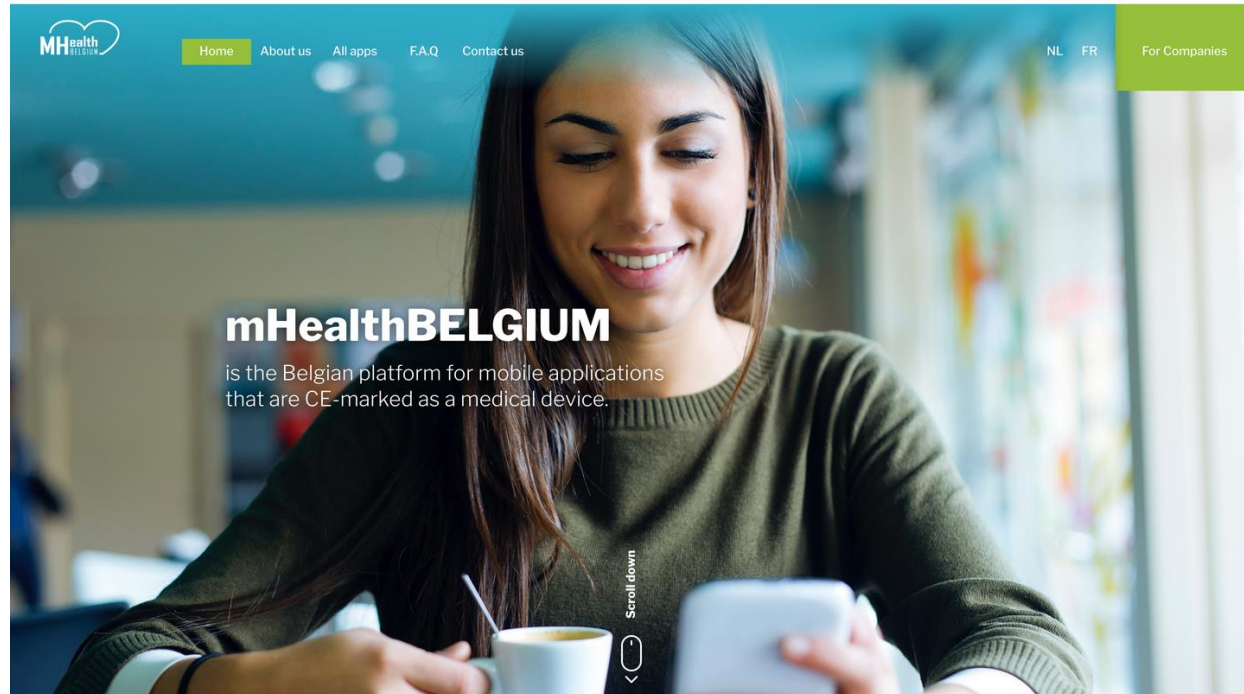 MHealth
BELGIUM
Home About us All apps F.A.Q Contact us
NL FR
For Companies
mHealthBELGIUM
is the Belgian platform for mobile applications
that are CE-marked as a medical device.
Scroll down